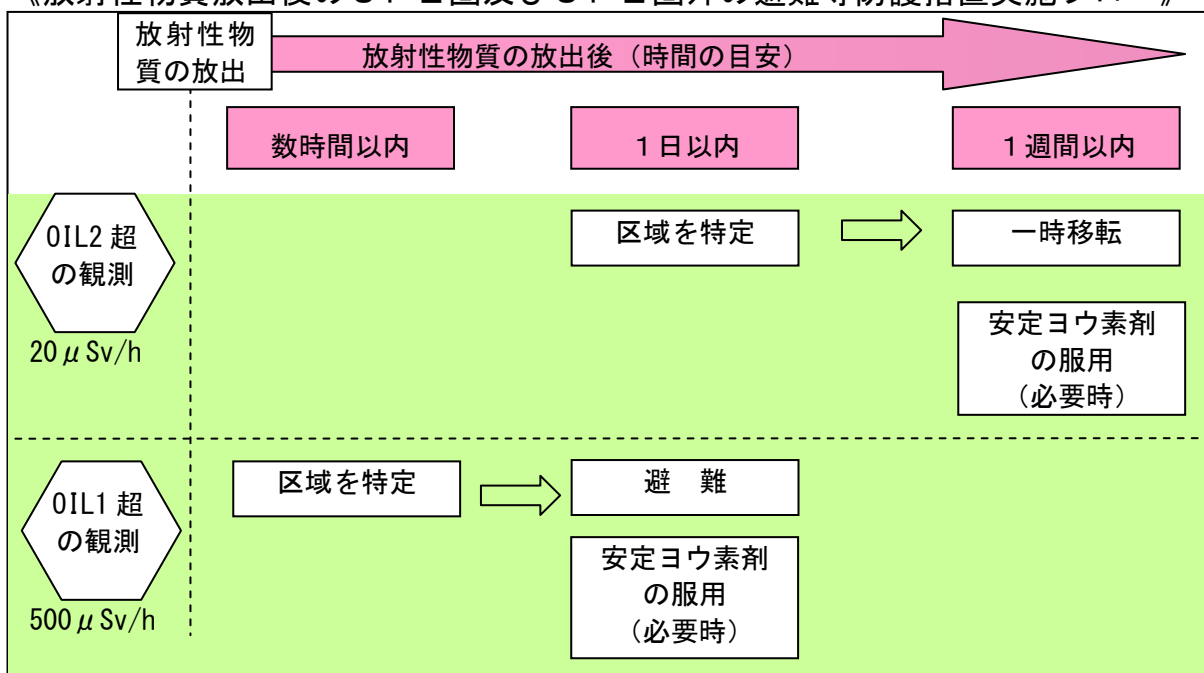 放射性物
質の放出
放射性物質の放出後（時間の目安）
数時間以内
１日以内
１週間以内
OIL2 超
の観測
20μSv/h
区域を特定
一時移転
安定ヨウ素剤
の服用
（必要時）
OIL1 超
の観測
500μSv/h
区域を特定
避　難
安定ヨウ素剤
の服用
（必要時）